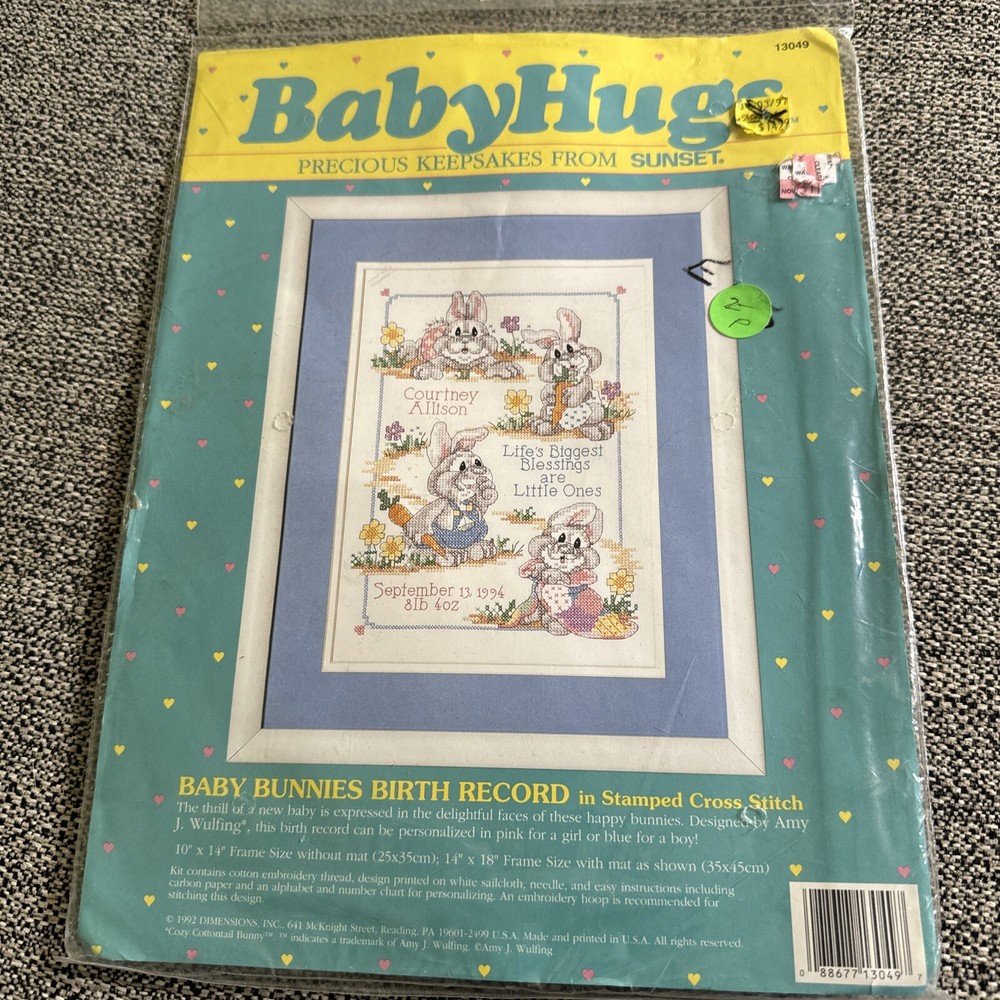 13049
BabyHugs
03/97
PRECIOUS KEEPSAKES FROM SUNSET®
E
2-
P
Courtney
Allison
Life's Biggest
Blessings
are
Little Ones
September 13, 1994
8lb 4oz
BABY BUNNIES BIRTH RECORD in Stamped Cross Stitch
The thrill of a new baby is expressed in the delightful faces of these happy bunnies. Designed by Amy
J. Wulfing*, this birth record can be personalized in pink for a girl or blue for a boy!
10" x 14" Frame Size without mat (25x35cm); 14" x 18" Frame Size with mat as shown (35x45cm)
Kit contains cotton embroidery thread, design printed on white sailcloth, needle, and easy instructions including
carbon paper and an alphabet and number chart for personalizing. An embroidery hoop is recommended for
stitching this design.
© 1992 DIMENSIONS, INC., 641 McKnight Street, Reading, PA 19601-2499 U.S.A. Made and printed in U.S.A. All rights reserved.
*Cozy Cottontail Bunny™. ™ indicates a trademark of Amy J. Wulfing. ©Amy J. Wulfing
0 88677 13049 7